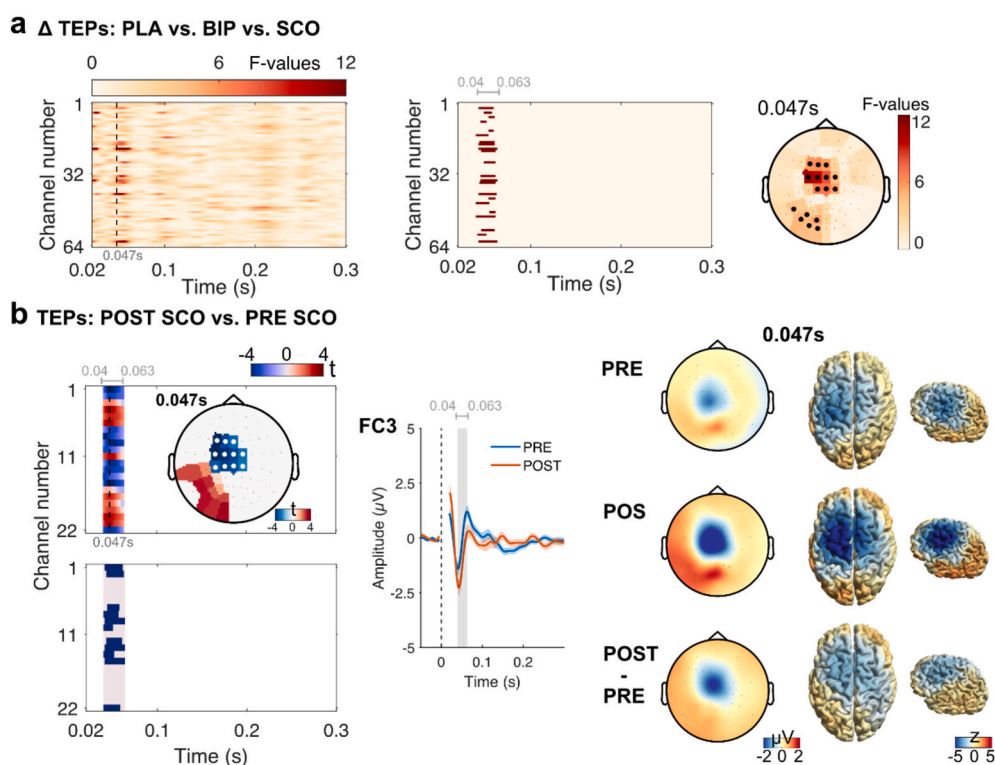 a Δ TEPs: PLA vs. BIP vs. SCO
0 6 F-values 12
Channel number
1
32
64
0.02 0.1 0.2 0.3
0.047s
Time (s)
0.04 0.063
Channel number
1
32
64
0.02 0.1 0.2 0.3
Time (s)
0.047s
F-values
12
6
0
b TEPs: POST SCO vs. PRE SCO
-4 0 4 t
0.04 0.063
1
11
22
0.047s
0.047s
t
-4 4
Channel number
1
11
22
0.02 0.1 0.2 0.3
Time (s)
FC3
0.04 0.063
PRE
POST
Amplitude (µV)
5
2.5
0
-2.5
-5
0 0.1 0.2
Time (s)
0.047s
PRE
POS
POST
-
PRE
µV
-2 0 2
Z
-5 0 5